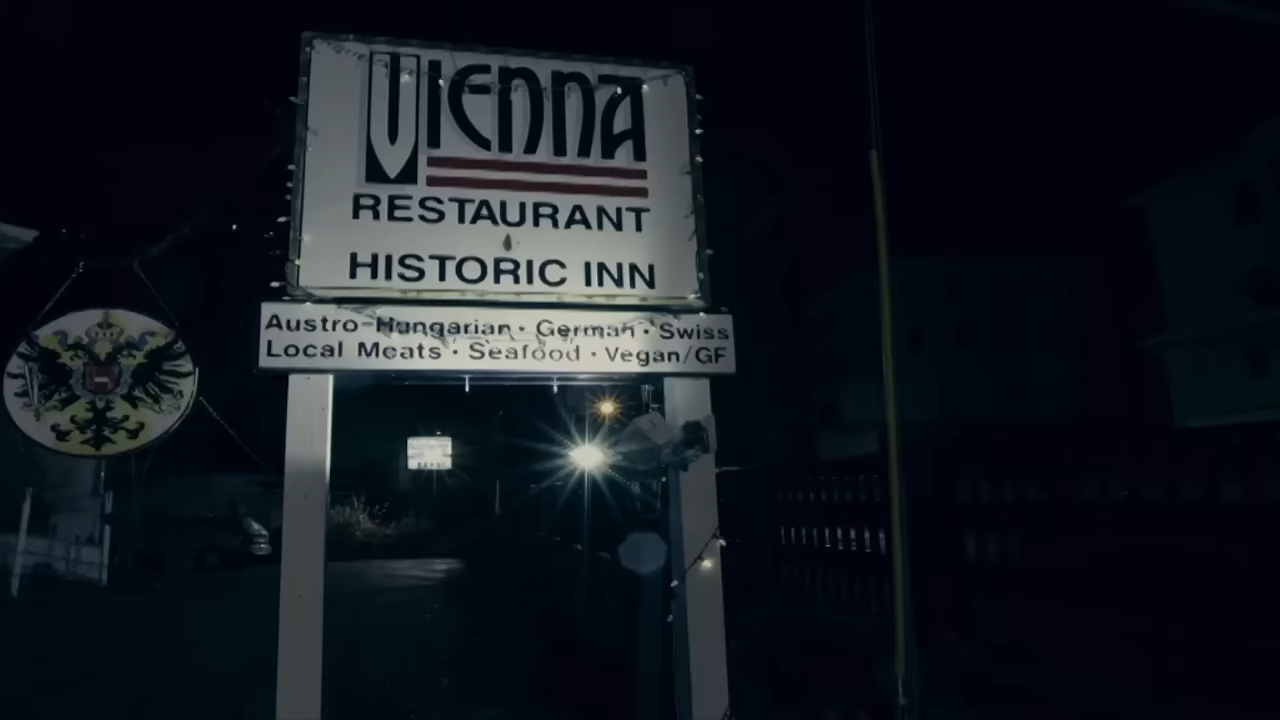 VIENNA
RESTAURANT
HISTORIC INN
Austro-Hungarian · German · Swiss
Local Meats · Seafood · Vegan/GF